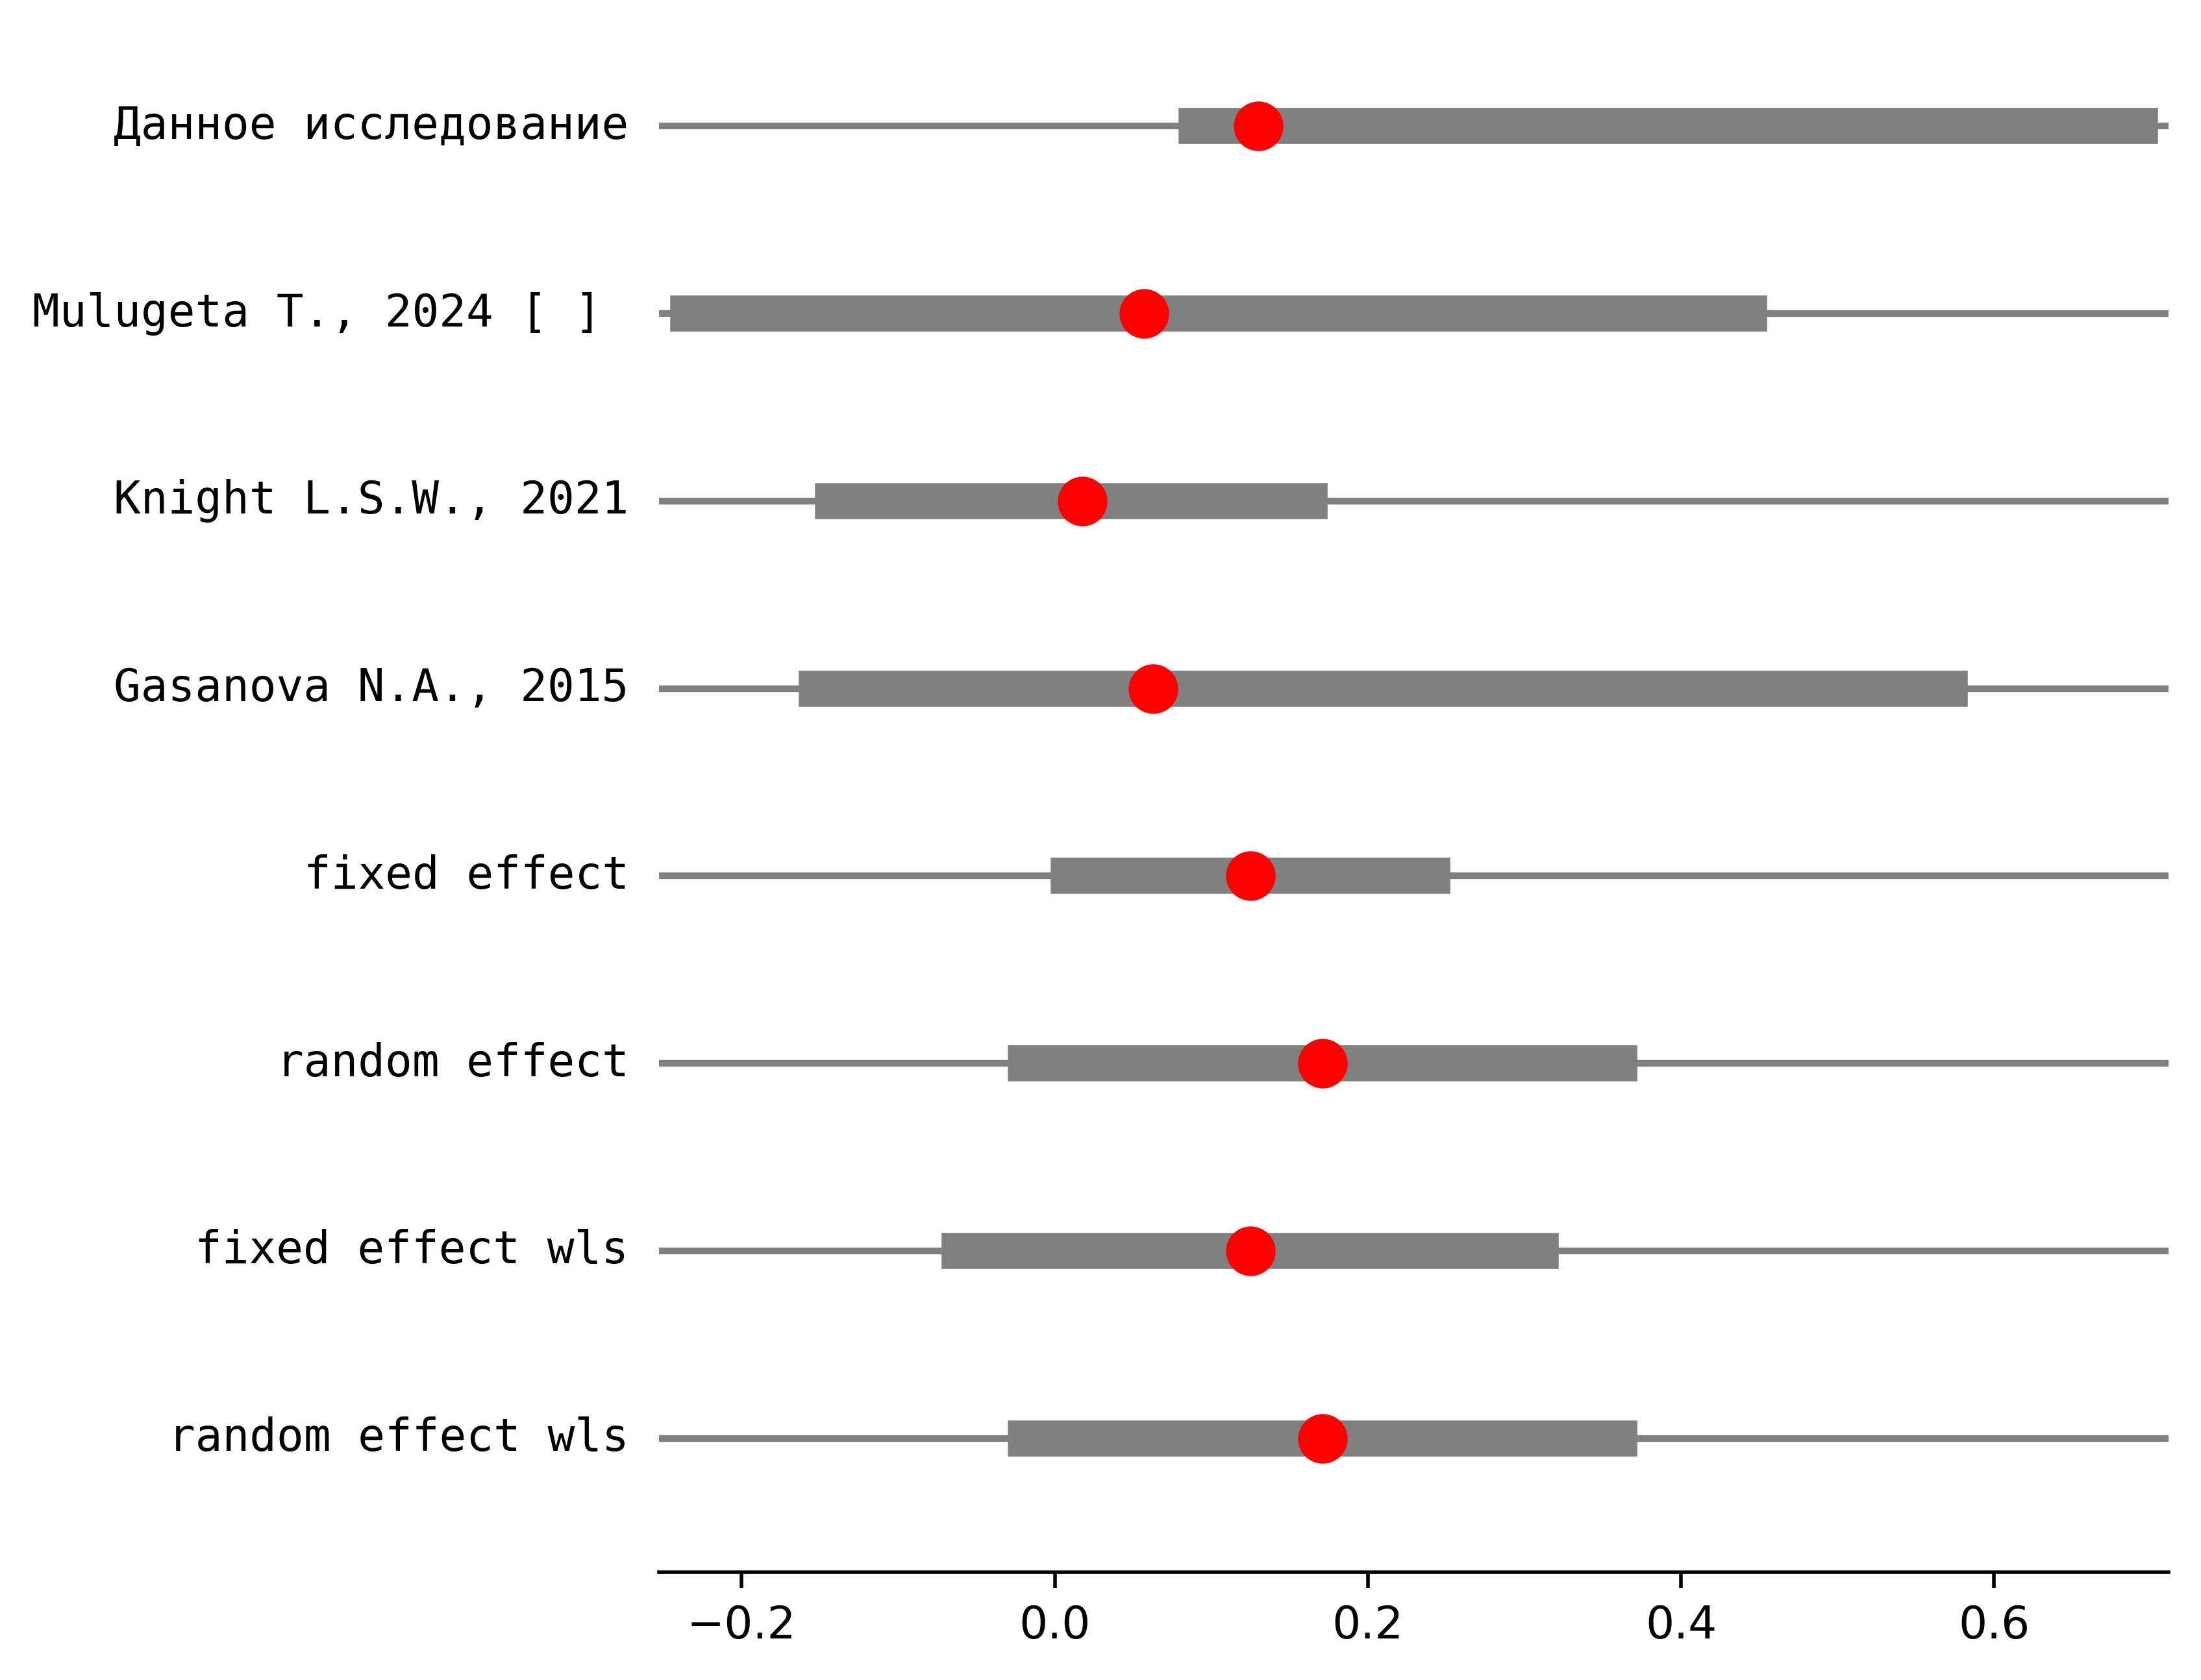 Данное исследование
Mulugeta T., 2024 [ ]
Knight L.S.W., 2021
Gasanova N.A., 2015
fixed effect
random effect
fixed effect wls
random effect wls
−0.2 0.0 0.2 0.4 0.6